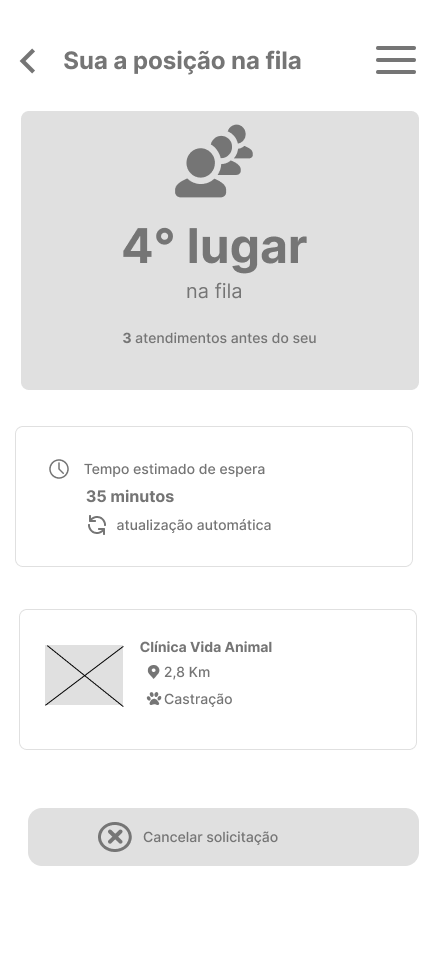 Sua a posição na fila
4° lugar
na fila
3 atendimentos antes do seu
Tempo estimado de espera
35 minutos
atualização automática
Clínica Vida Animal
2,8 Km
Castração
Cancelar solicitação